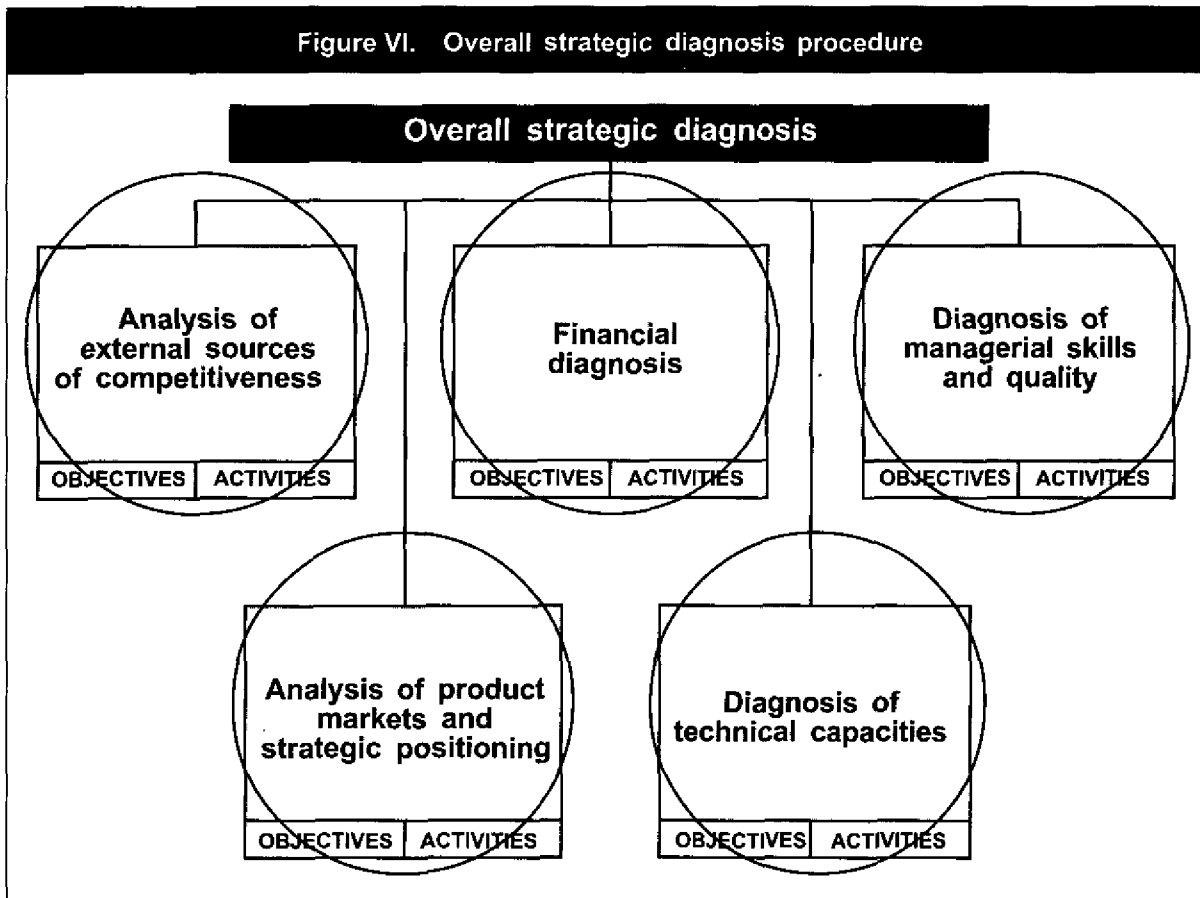 Figure VI. Overall strategic diagnosis procedure
Overall strategic diagnosis
Analysis of
external sources
of competitiveness
OBJECTIVES ACTIVITIES
Financial
diagnosis
OBJECTIVES ACTIVITIES
Diagnosis of
managerial skills
and quality
OBJECTIVES ACTIVITIES
Analysis of product
markets and
strategic positioning
OBJECTIVES ACTIVITIES
Diagnosis of
technical capacities
OBJECTIVES ACTIVITIES